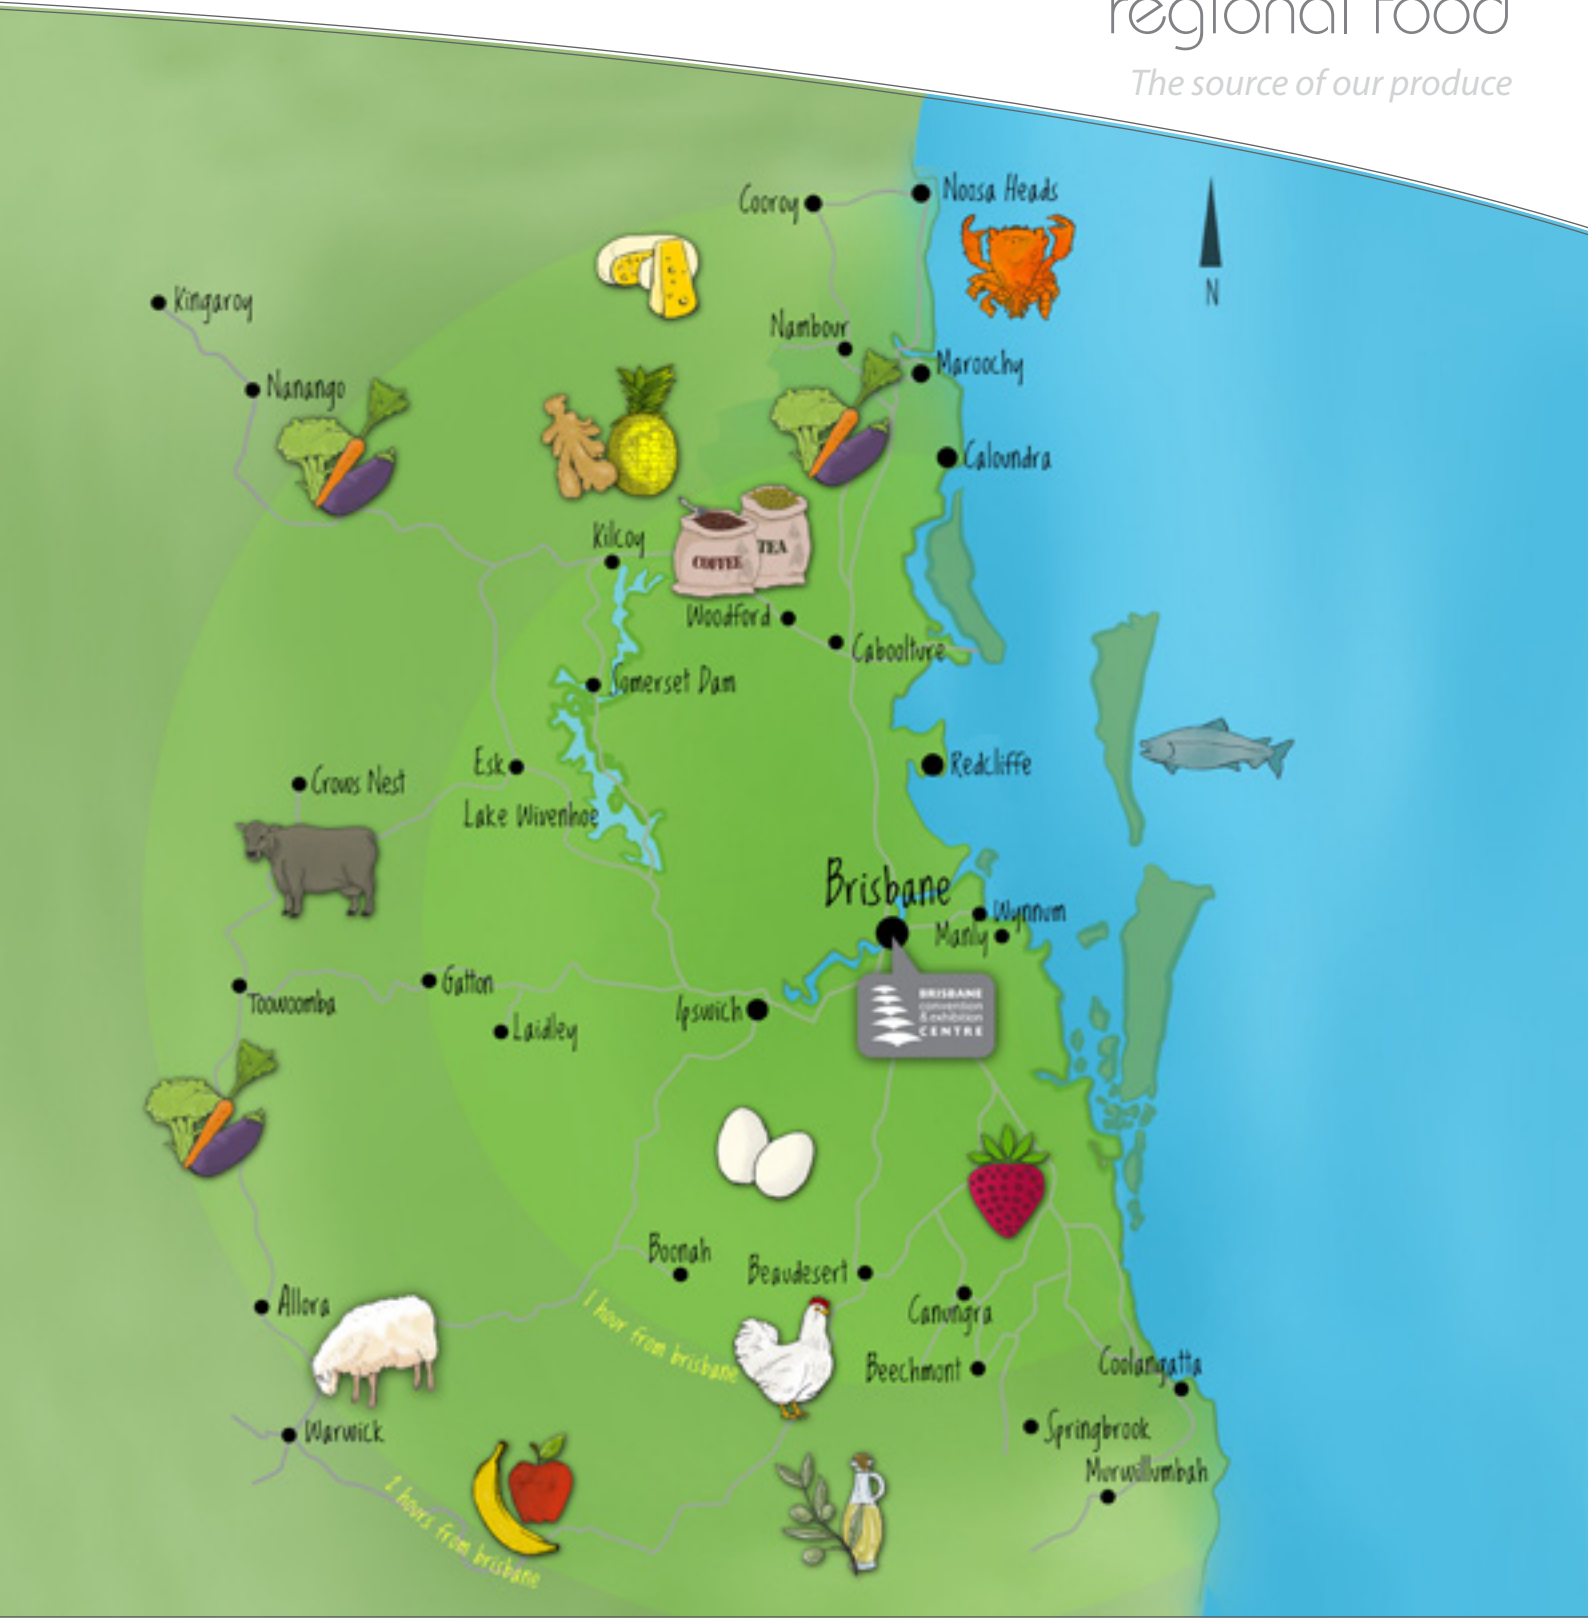 regional food
The source of our produce
Cooroy
Noosa Heads
N
Kingaroy
Nambour
Maroochy
Nanango
Caloundra
Kilcoy
COFFEE
TEA
Woodford
Caboolture
Somerset Dam
Redcliffe
Esk
Crows Nest
Lake Wivenhoe
Brisbane
Wynnum
Manly
Gatton
Toowoomba
Ipswich
BRISBANE
convention
& exhibition
CENTRE
Laidley
Boonah
Beaudesert
Allora
Canungra
1 hour from brisbane
Beechmont
Coolangatta
Warwick
Springbrook
Murwillumbah
2 hours from brisbane